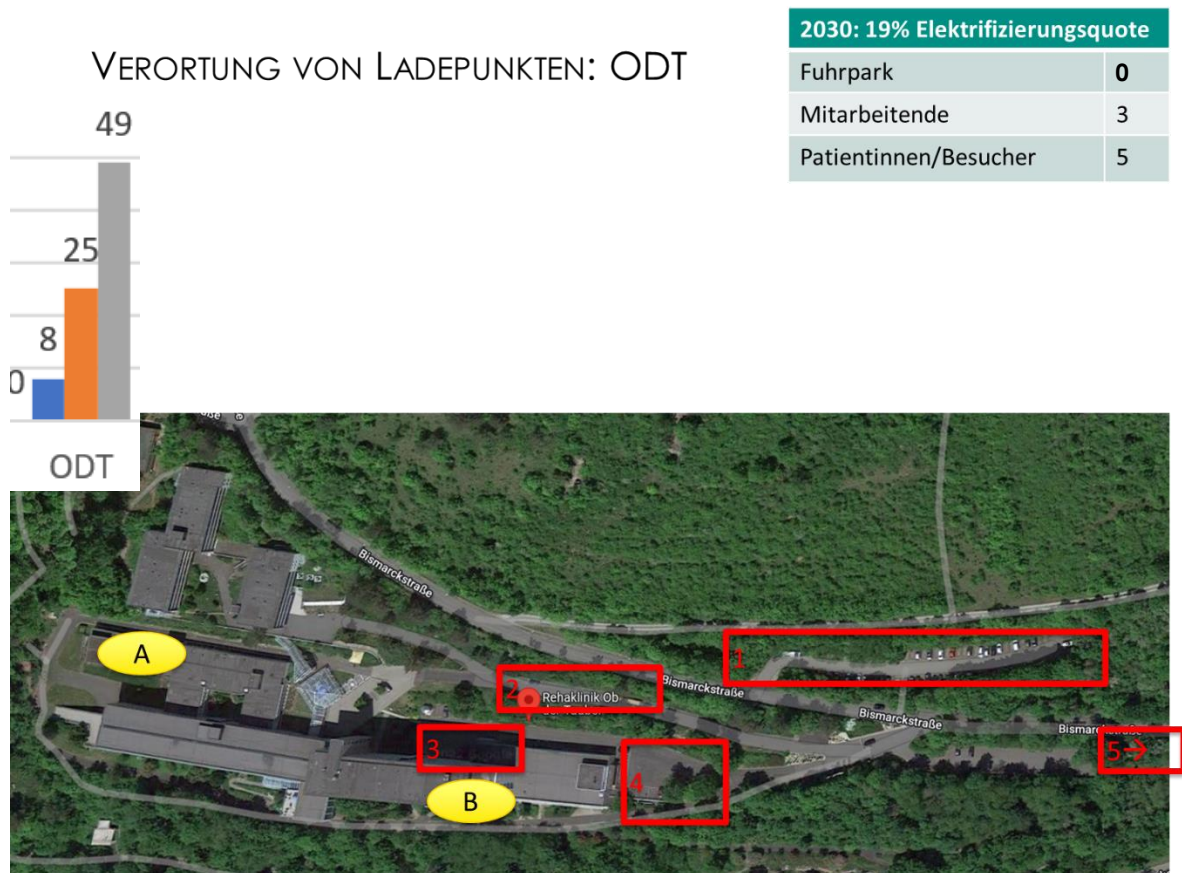 VERORTUNG VON LADEPUNKTEN: ODT
2030: 19% Elektrifizierungsquote
Fuhrpark 0
Mitarbeitende 3
Patientinnen/Besucher 5
49
25
8
0
ODT
Bismarckstraße
A
1
2
Rehaklinik Ob
Bismarckstraße
Bismarckstraße
Bismarckstraße
3
4
5→
B